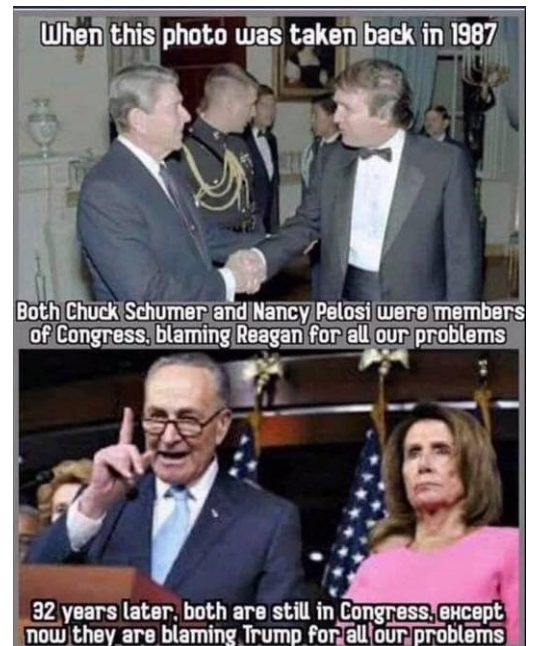 When this photo was taken back in 1987
Both Chuck Schumer and Nancy Pelosi were members
of Congress, blaming Reagan for all our problems
32 years later, both are still in Congress, except
now they are blaming Trump for all our problems